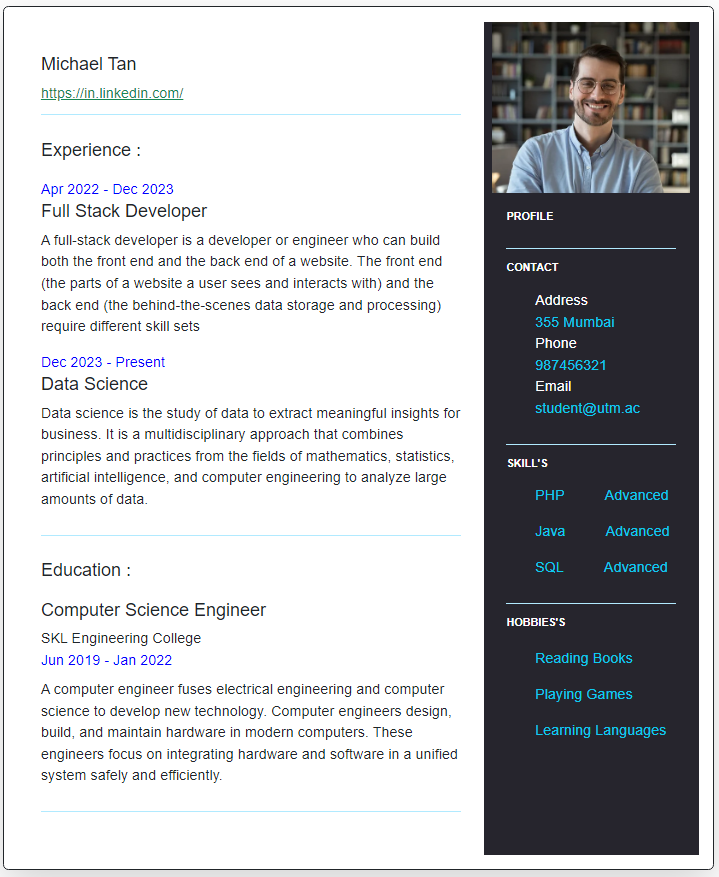 Michael Tan
https://in.linkedin.com/
Experience :
Apr 2022 - Dec 2023
Full Stack Developer
A full-stack developer is a developer or engineer who can build
both the front end and the back end of a website. The front end
(the parts of a website a user sees and interacts with) and the
back end (the behind-the-scenes data storage and processing)
require different skill sets
Dec 2023 - Present
Data Science
Data science is the study of data to extract meaningful insights for
business. It is a multidisciplinary approach that combines
principles and practices from the fields of mathematics, statistics,
artificial intelligence, and computer engineering to analyze large
amounts of data.
Education :
Computer Science Engineer
SKL Engineering College
Jun 2019 - Jan 2022
A computer engineer fuses electrical engineering and computer
science to develop new technology. Computer engineers design,
build, and maintain hardware in modern computers. These
engineers focus on integrating hardware and software in a unified
system safely and efficiently.
PROFILE
CONTACT
Address
355 Mumbai
Phone
987456321
Email
student@utm.ac
SKILL'S
PHP Advanced
Java Advanced
SQL Advanced
HOBBIES'S
Reading Books
Playing Games
Learning Languages